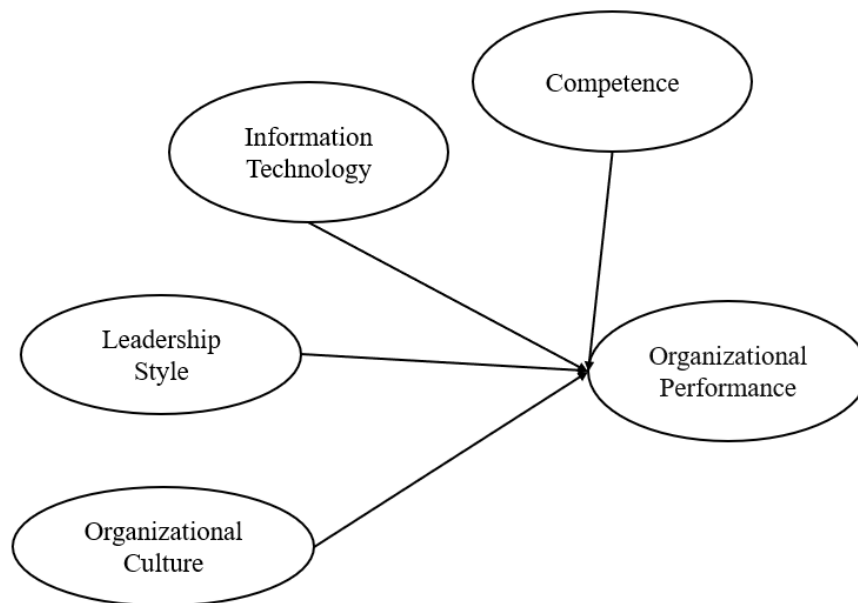 Competence
Information
Technology
Leadership
Style
Organizational
Performance
Organizational
Culture